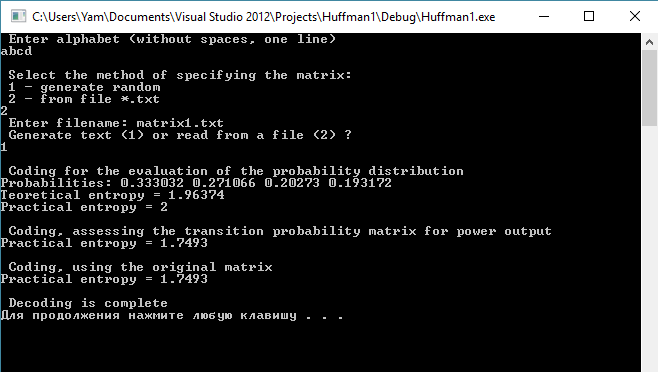 C:\Users\Yam\Documents\Visual Studio 2012\Projects\Huffman1\Debug\Huffman1.exe
Enter alphabet (without spaces, one line)
abcd
Select the method of specifying the matrix:
1 - generate random
2 - from file *.txt
2
Enter filename: matrix1.txt
Generate text (1) or read from a file (2) ?
1
Coding for the evaluation of the probability distribution
Probabilities: 0.333032 0.271066 0.20273 0.193172
Teoretical entropy = 1.96374
Practical entropy = 2
Coding, assessing the transition probability matrix for power output
Practical entropy = 1.7493
Coding, using the original matrix
Practical entropy = 1.7493
Decoding is complete
Для продолжения нажмите любую клавишу . . .